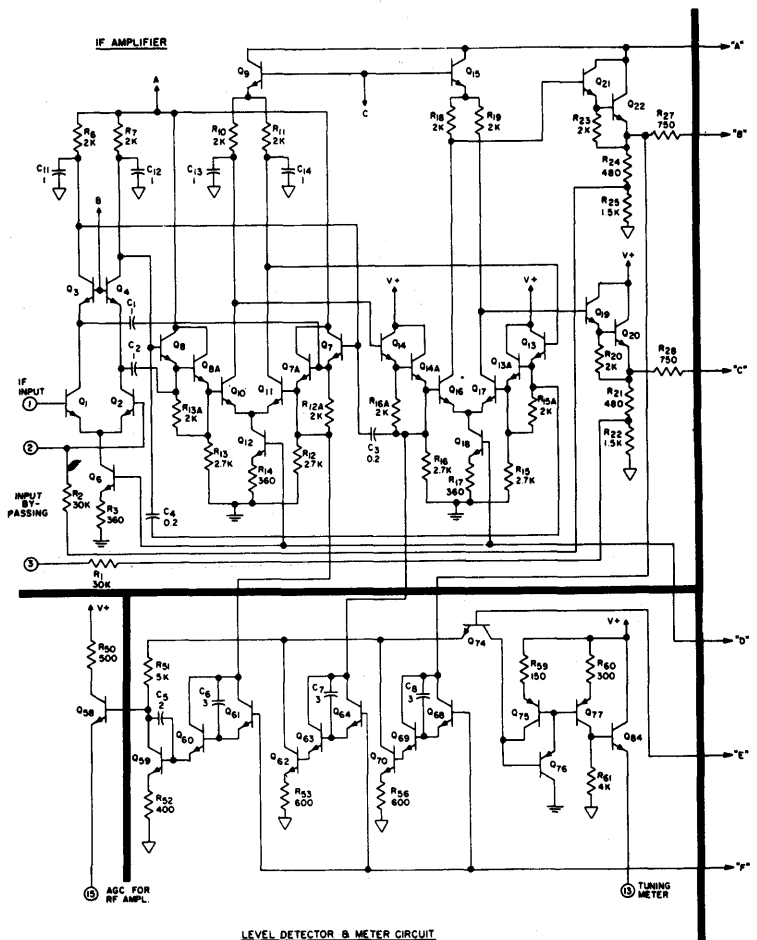 IF AMPLIFIER
"A"
Q9
Q15
Q21
Q22
A
C
R6
2K
R7
2K
R10
2K
R11
2K
R18
2K
R19
2K
R23
2K
R27
750
"B"
C11
1
C12
1
C13
1
C14
1
R24
480
R25
1.5K
B
V+
Q3
Q4
C1
V+
V+
Q19
Q20
Q8
Q7
Q14
Q13
C2
Q8A
Q7A
Q14A
Q13A
R20
2K
R28
750
"C"
IF
INPUT
1
Q1
Q2
Q10
Q11
Q16
Q17
R13A
2K
R12A
2K
R16A
2K
R15A
2K
R21
480
2
Q6
Q12
C3
0.2
Q18
R22
1.5K
R13
2.7K
R12
2.7K
R16
2.7K
R15
2.7K
R14
360
R17
360
INPUT
BY-
PASSING
R2
30K
R3
360
C4
0.2
3
R1
30K
V+
V+
"D"
Q74
R50
500
R51
5K
R59
150
R60
300
C5
2
C6
3
C7
3
C8
3
Q58
Q60
Q61
Q63
Q64
Q69
Q68
Q75
Q77
Q84
Q59
Q62
Q70
Q76
"E"
R52
400
R53
600
R56
600
R61
4K
"F"
15
AGC FOR
RF AMPL.
13
TUNING
METER
LEVEL DETECTOR & METER CIRCUIT